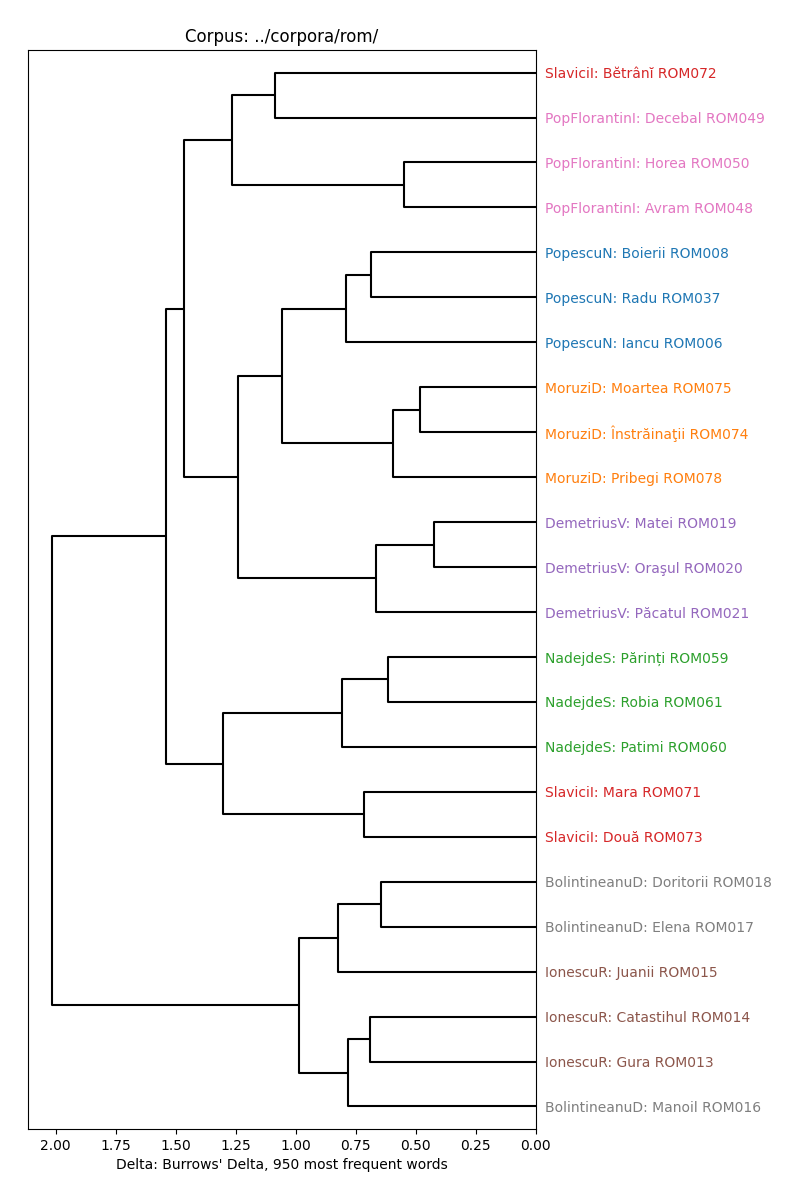 Corpus: ../corpora/rom/
SlaviciI: Bĕtrânĭ ROM072
PopFlorantinI: Decebal ROM049
PopFlorantinI: Horea ROM050
PopFlorantinI: Avram ROM048
PopescuN: Boierii ROM008
PopescuN: Radu ROM037
PopescuN: Iancu ROM006
MoruziD: Moartea ROM075
MoruziD: Înstrăinaţii ROM074
MoruziD: Pribegi ROM078
DemetriusV: Matei ROM019
DemetriusV: Oraşul ROM020
DemetriusV: Păcatul ROM021
NadejdeS: Părinți ROM059
NadejdeS: Robia ROM061
NadejdeS: Patimi ROM060
SlaviciI: Mara ROM071
SlaviciI: Două ROM073
BolintineanuD: Doritorii ROM018
BolintineanuD: Elena ROM017
IonescuR: Juanii ROM015
IonescuR: Catastihul ROM014
IonescuR: Gura ROM013
BolintineanuD: Manoil ROM016
2.00 1.75 1.50 1.25 1.00 0.75 0.50 0.25 0.00
Delta: Burrows' Delta, 950 most frequent words